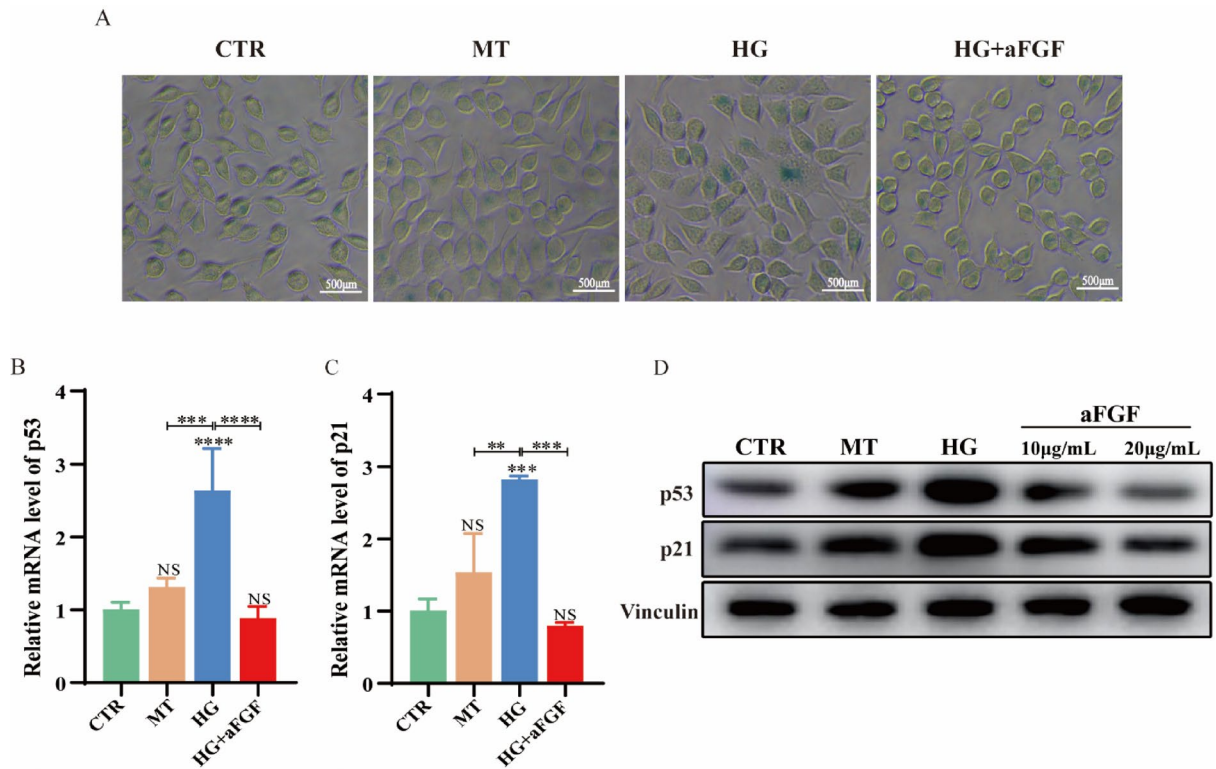 A
CTR
MT
HG
HG+aFGF
500μm
500μm
500μm
500μm
B
Relative mRNA level of p53
4
3
2
1
0
*** ****
****
NS
NS
CTR
MT
HG
HG+aFGF
C
Relative mRNA level of p21
4
3
2
1
0
** ***
***
NS
NS
CTR
MT
HG
HG+aFGF
D
aFGF
CTR MT HG 10μg/mL 20μg/mL
p53
p21
Vinculin